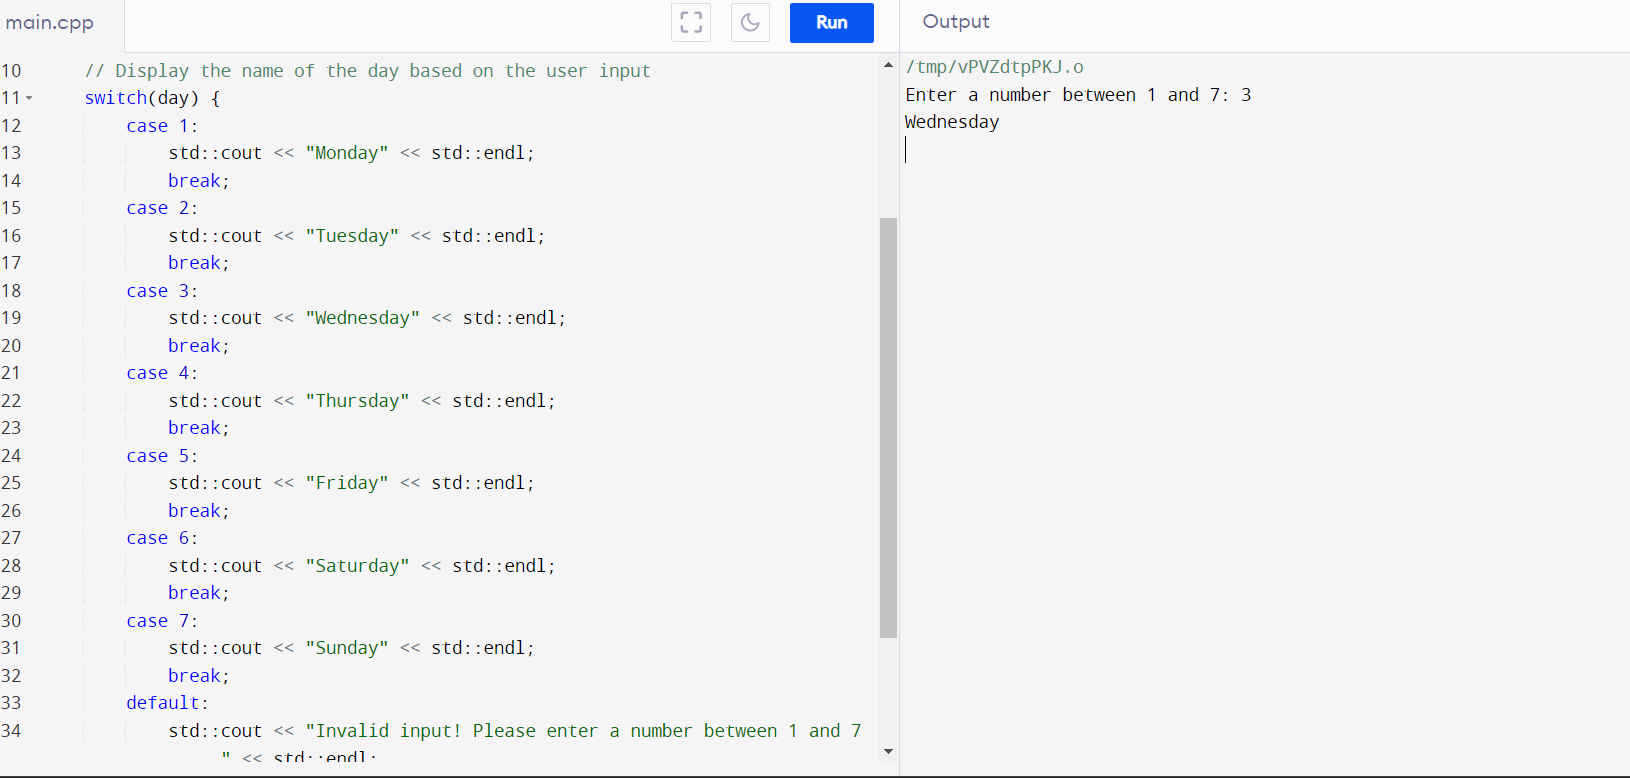 main.cpp
Run
Output
10 // Display the name of the day based on the user input
11 switch(day) {
12 case 1:
13 std::cout << "Monday" << std::endl;
14 break;
15 case 2:
16 std::cout << "Tuesday" << std::endl;
17 break;
18 case 3:
19 std::cout << "Wednesday" << std::endl;
20 break;
21 case 4:
22 std::cout << "Thursday" << std::endl;
23 break;
24 case 5:
25 std::cout << "Friday" << std::endl;
26 break;
27 case 6:
28 std::cout << "Saturday" << std::endl;
29 break;
30 case 7:
31 std::cout << "Sunday" << std::endl;
32 break;
33 default:
34 std::cout << "Invalid input! Please enter a number between 1 and 7
" << std::endl;
/tmp/vPVZdtpPKJ.o
Enter a number between 1 and 7: 3
Wednesday